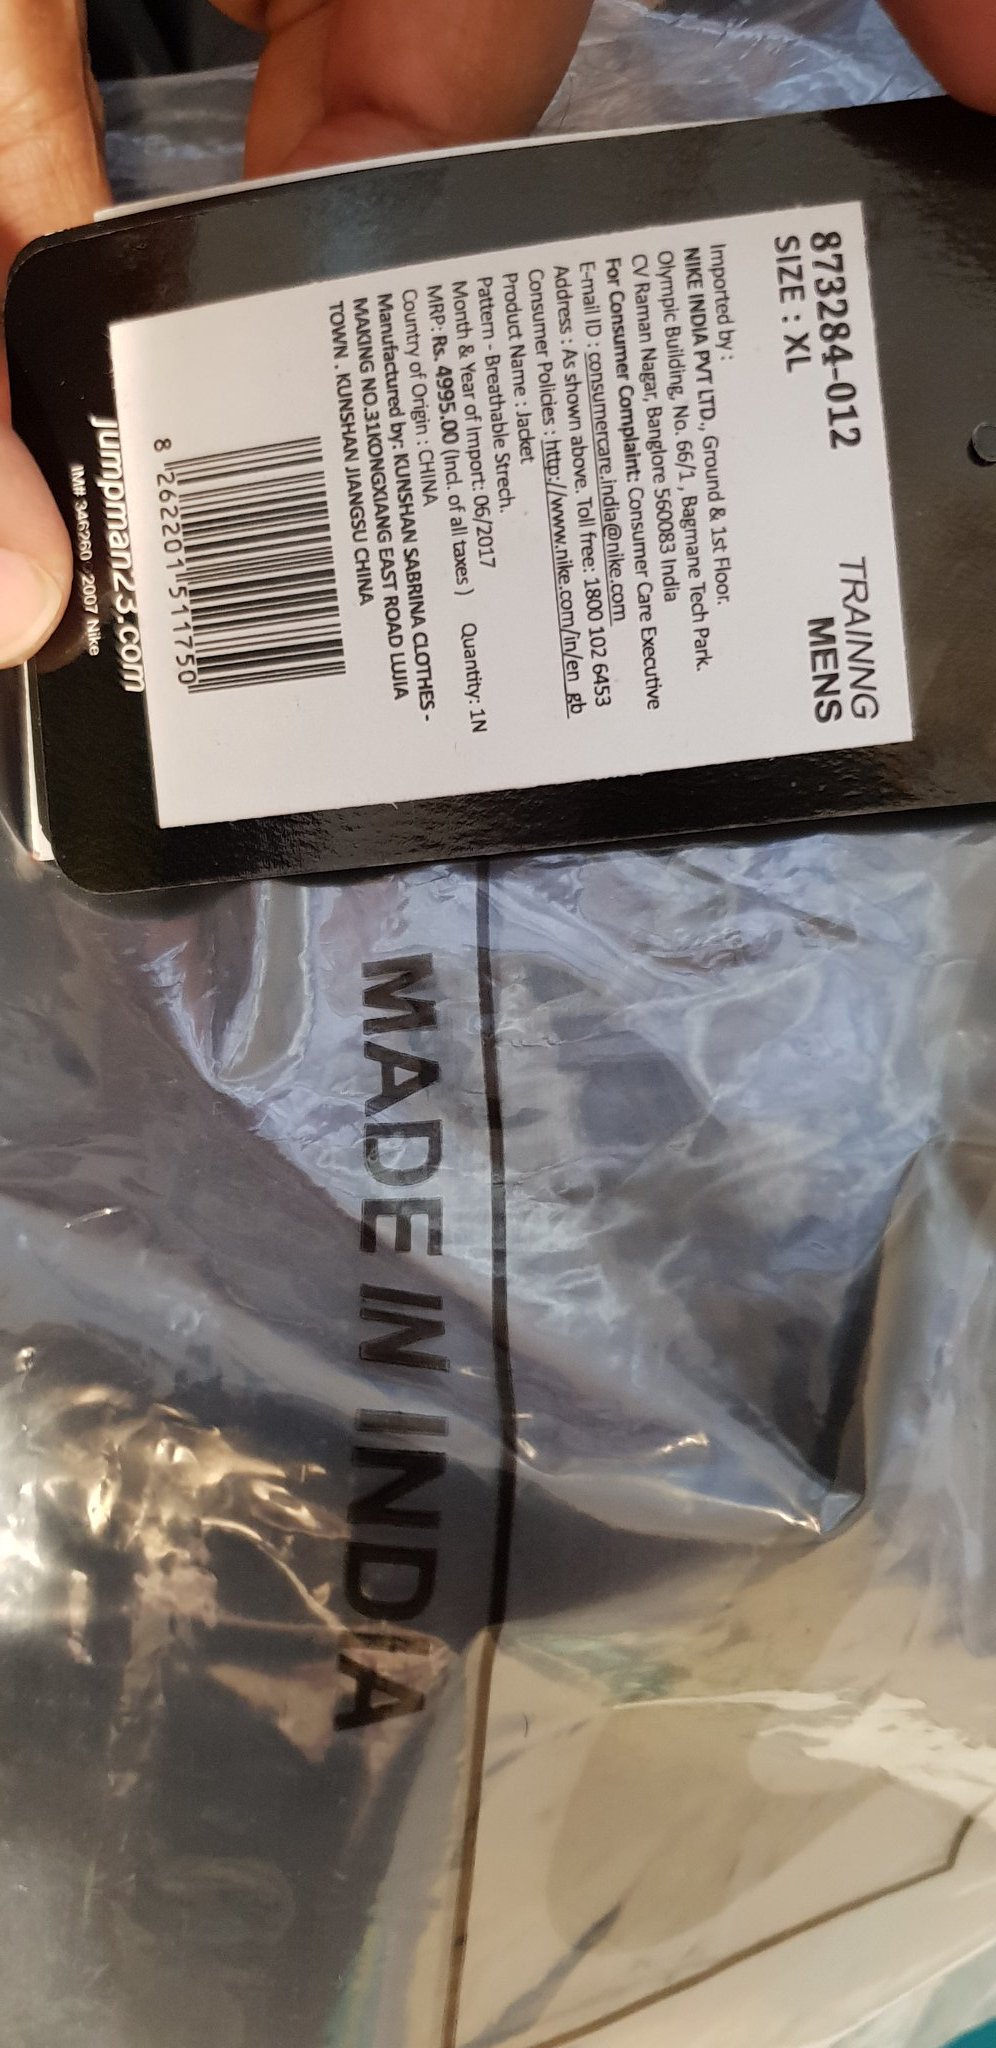 873284-012 TRAINNG
SIZE : XL MENS
Imported by :
NIKE INDIA PVT LTD., Ground & 1st Floor.
Olympic Building, No. 66/1 , Bagmane Tech Park.
CV Raman Nagar, Banglore 560083 India
For Consumer Complaint: Consumer Care Executive
E-mail ID : consumercare.india@nike.com
Address : As shown above. Toll free: 1800 102 6453
Consumer Policies : http://www.nike.com/in/en_gb
Product Name : Jacket
Pattern - Breathable Strech.
Month & Year of Import: 06/2017
MRP: Rs. 4995.00 (Incl. of all taxes ) Quantity: 1N
Country of Origin : CHINA
Manufactured by: KUNSHAN SABRINA CLOTHES -
MAKING NO.31KONGXIANG EAST ROAD LUJIA
TOWN . KUNSHAN JIANGSU CHINA
8 26220151 1750
jumpman23.com
IM# 346260 2007 Nike
MADE IN INDIA